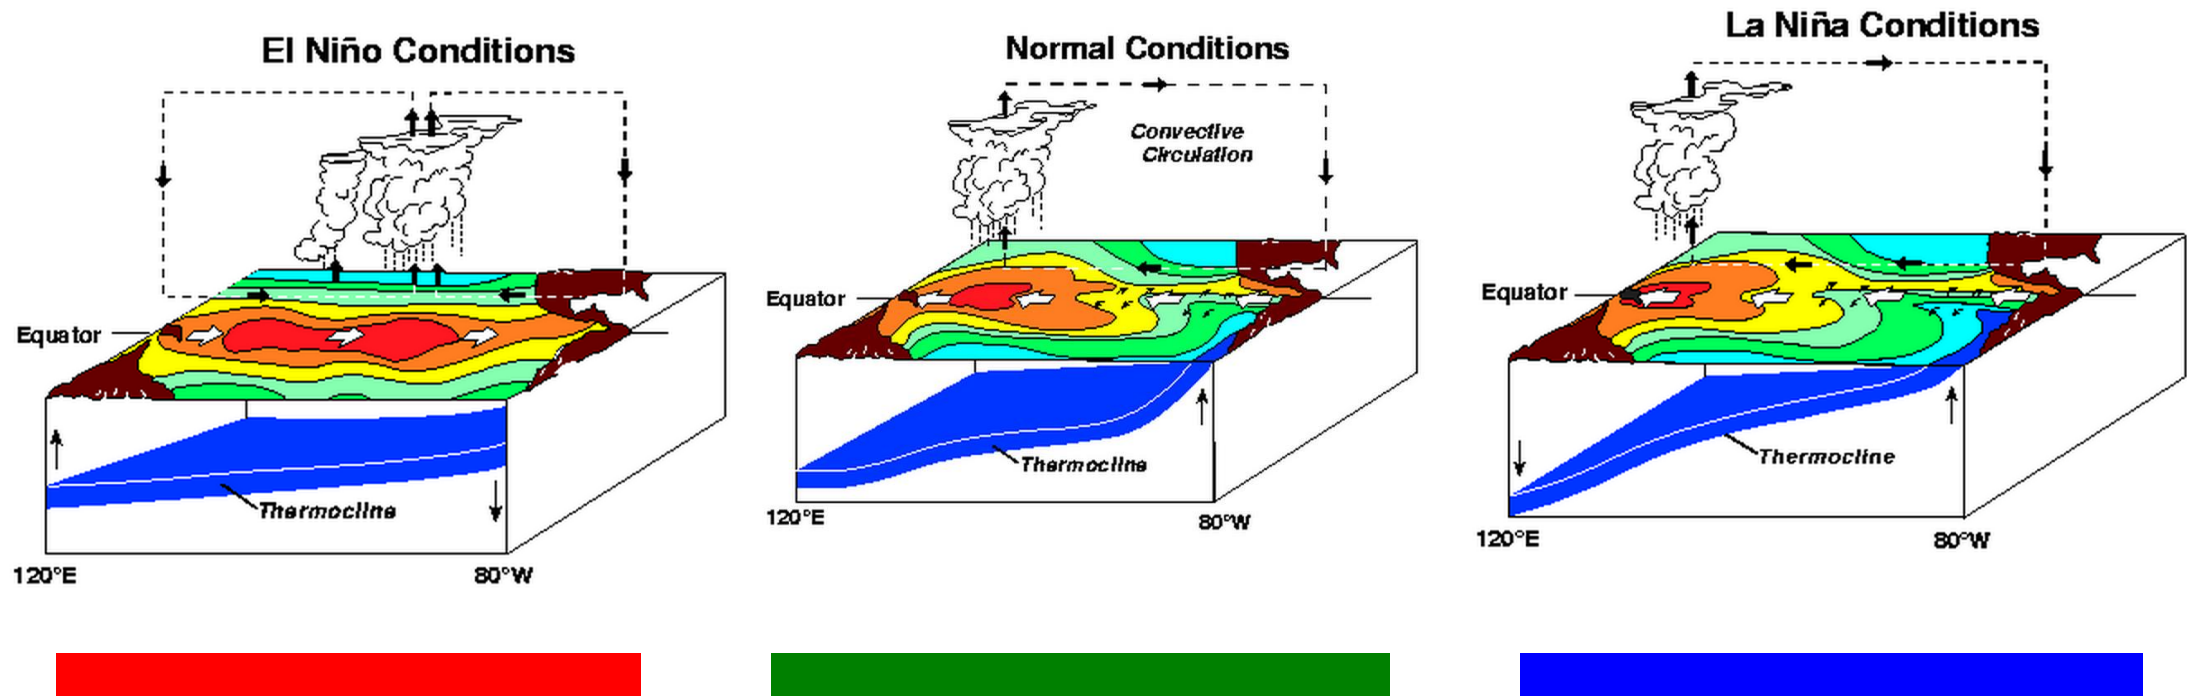 El Niño Conditions
Equator
Thermocline
120°E
80°W
Normal Conditions
Convective
Circulation
Equator
Thermocline
120°E
80°W
La Niña Conditions
Equator
Thermocline
120°E
80°W